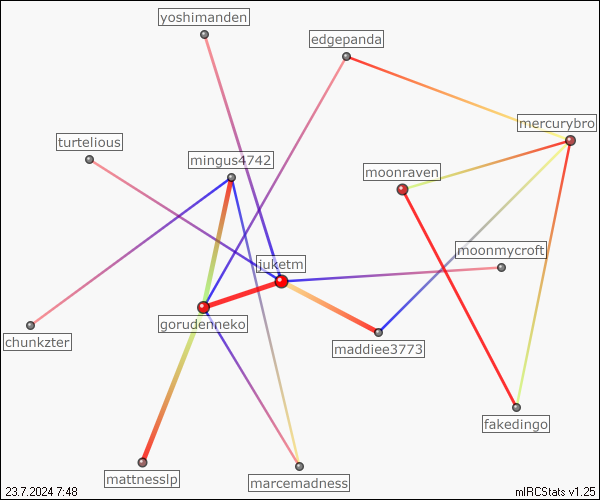 yoshimanden
edgepanda
mercurybro
turtelious
mingus4742
moonraven
moonmycroft
juketm
gorudenneko
chunkzter
maddiee3773
fakedingo
mattnesslp
marcemadness
23.7.2024 7:48
mIRCStats v1.25